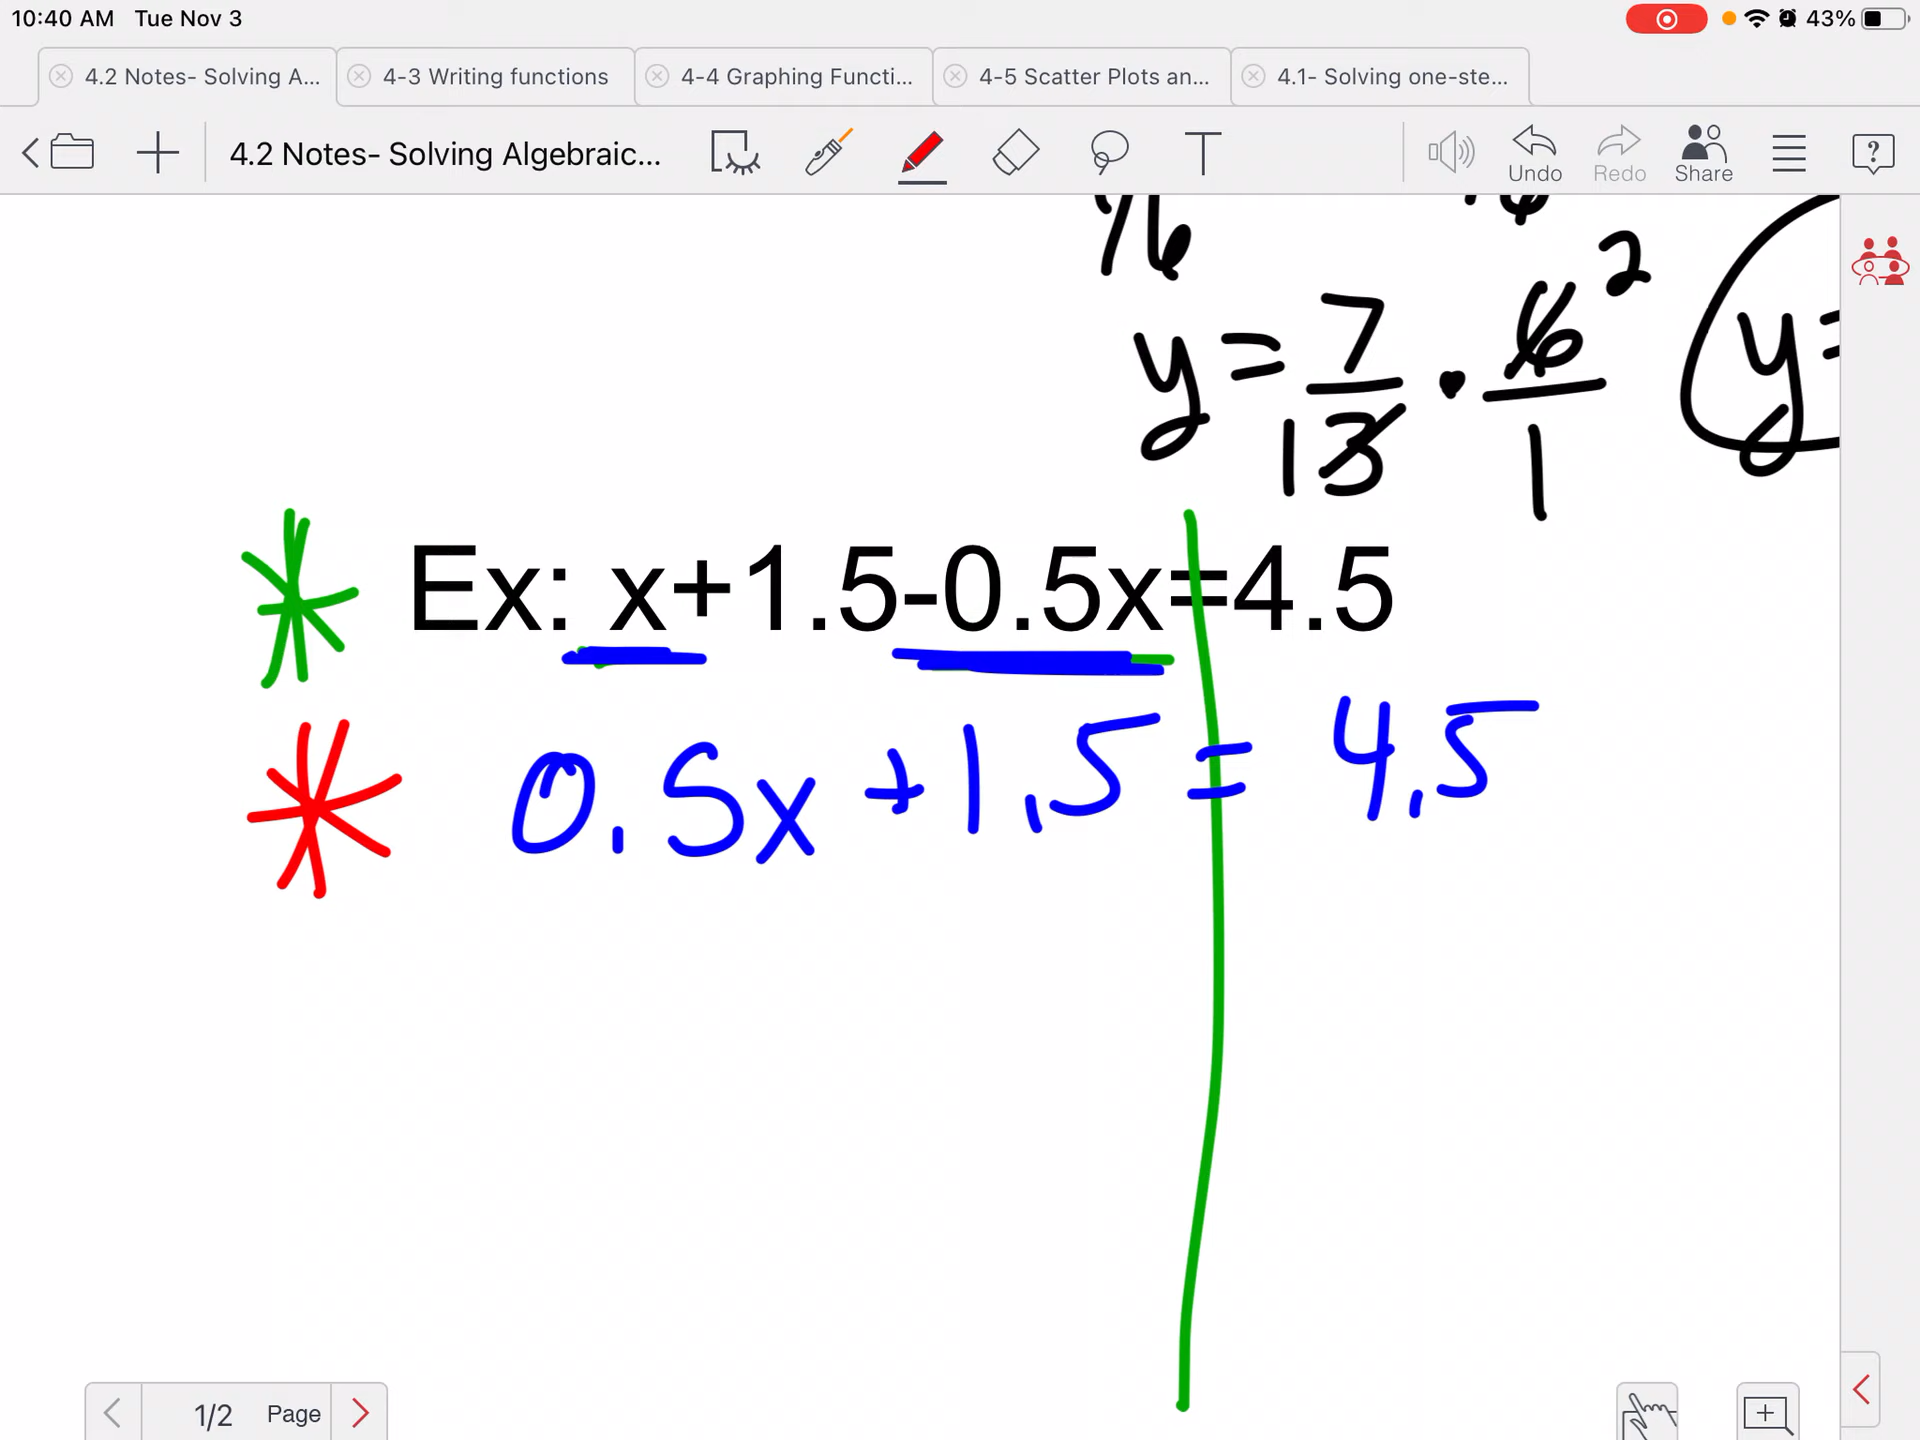 10:40 AM Tue Nov 3
43%
4.2 Notes- Solving A...
4-3 Writing functions
4-4 Graphing Functi...
4-5 Scatter Plots an...
4.1- Solving one-ste...
4.2 Notes- Solving Algebraic...
T
Undo
Redo
Share
?
y = 7/13 · 6/1 2
y=
Ex: x+1.5-0.5x=4.5
0.5x + 1.5 = 4.5
1/2 Page